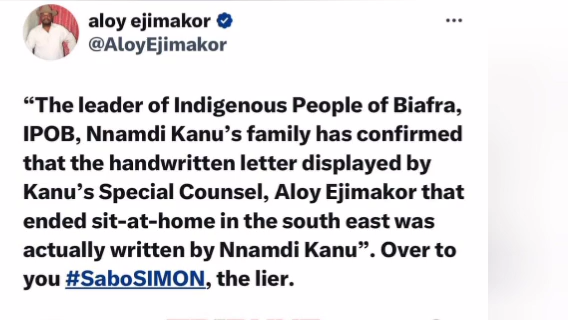 aloy ejimakor
@AloyEjimakor
“The leader of Indigenous People of Biafra,
IPOB, Nnamdi Kanu’s family has confirmed
that the handwritten letter displayed by
Kanu’s Special Counsel, Aloy Ejimakor that
ended sit-at-home in the south east was
actually written by Nnamdi Kanu”. Over to
you #SaboSIMON, the lier.